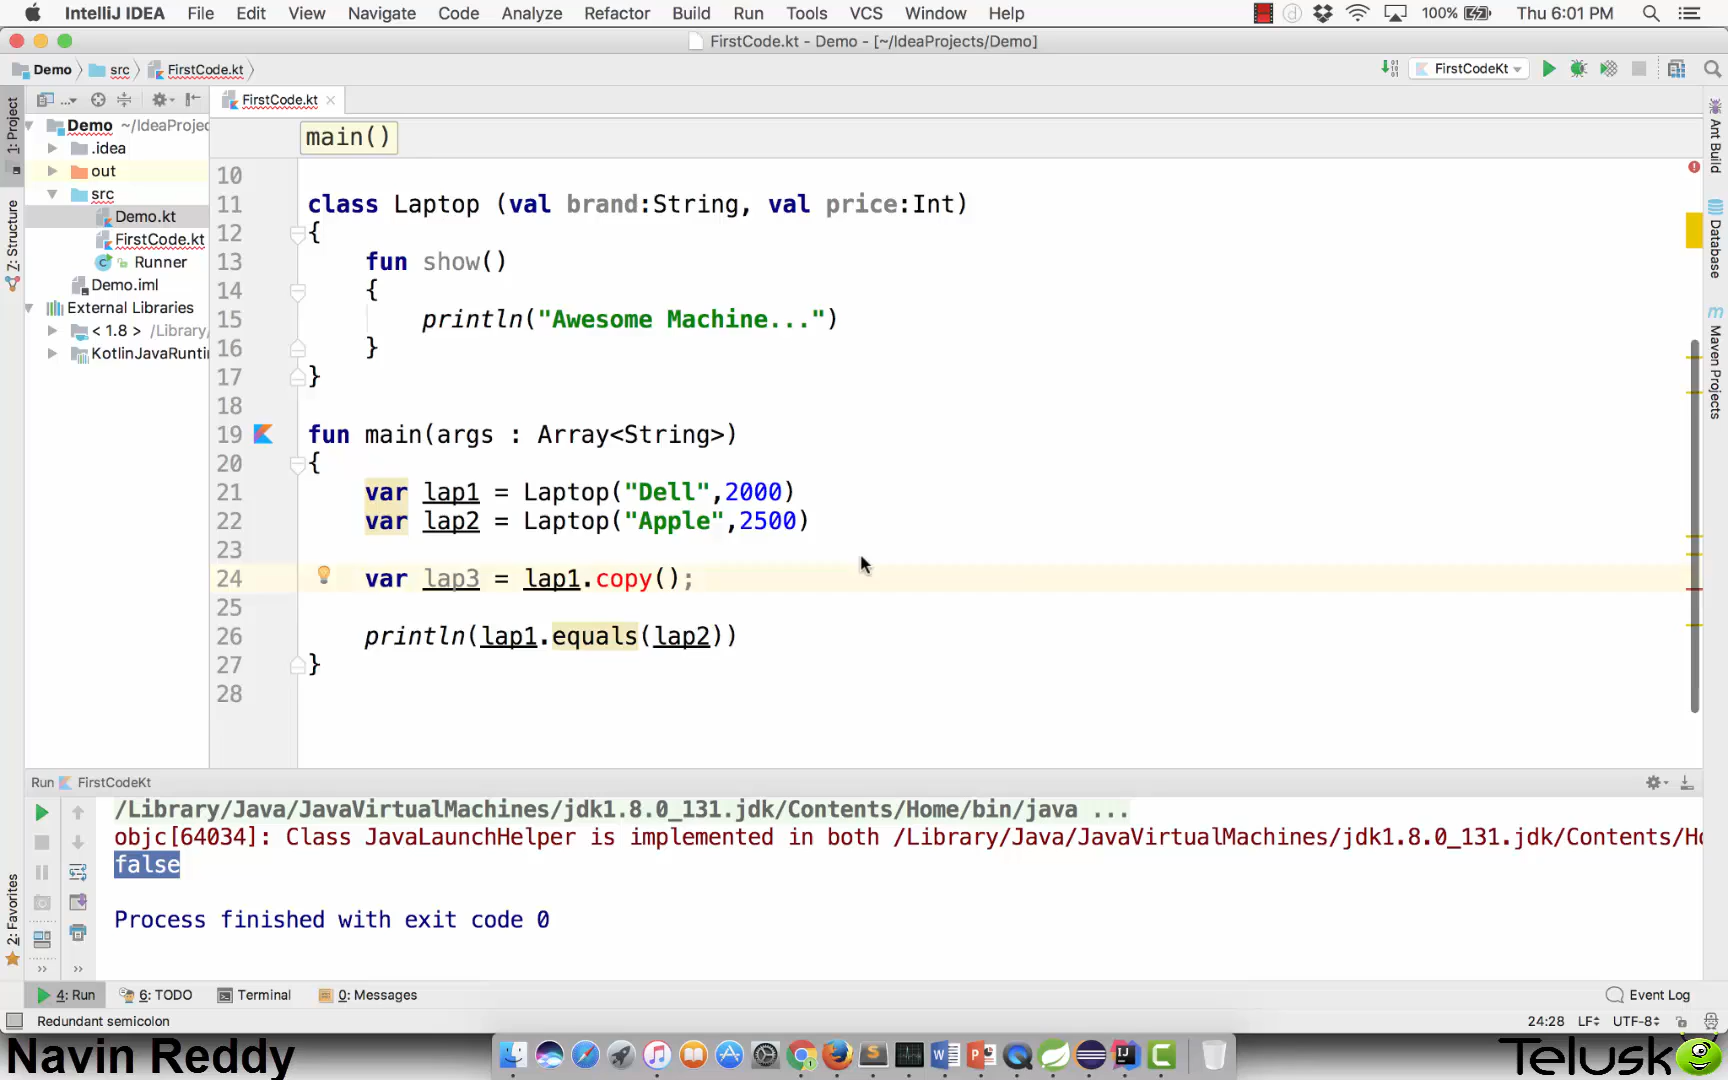 IntelliJ IDEA File Edit View Navigate Code Analyze Refactor Build Run Tools VCS Window Help 100% Thu 6:01 PM
FirstCode.kt - Demo - [~/IdeaProjects/Demo]
Demo src FirstCode.kt FirstCodeKt
FirstCode.kt
main()
1: Project
Z: Structure
2: Favorites
Demo ~/IdeaProjec
.idea
out
src
Demo.kt
FirstCode.kt
Runner
Demo.iml
External Libraries
< 1.8 > /Library/
KotlinJavaRuntin
10
11 class Laptop (val brand:String, val price:Int)
12 {
13 fun show()
14 {
15 println("Awesome Machine...")
16 }
17 }
18
19 fun main(args : Array<String>)
20 {
21 var lap1 = Laptop("Dell",2000)
22 var lap2 = Laptop("Apple",2500)
23
24 var lap3 = lap1.copy();
25
26 println(lap1.equals(lap2))
27 }
28
Ant Build
Database
Maven Projects
Run FirstCodeKt
/Library/Java/JavaVirtualMachines/jdk1.8.0_131.jdk/Contents/Home/bin/java ...
objc[64034]: Class JavaLaunchHelper is implemented in both /Library/Java/JavaVirtualMachines/jdk1.8.0_131.jdk/Contents/Ho
false
Process finished with exit code 0
4: Run 6: TODO Terminal 0: Messages Event Log
Redundant semicolon 24:28 LF UTF-8
Navin Reddy
Telusko